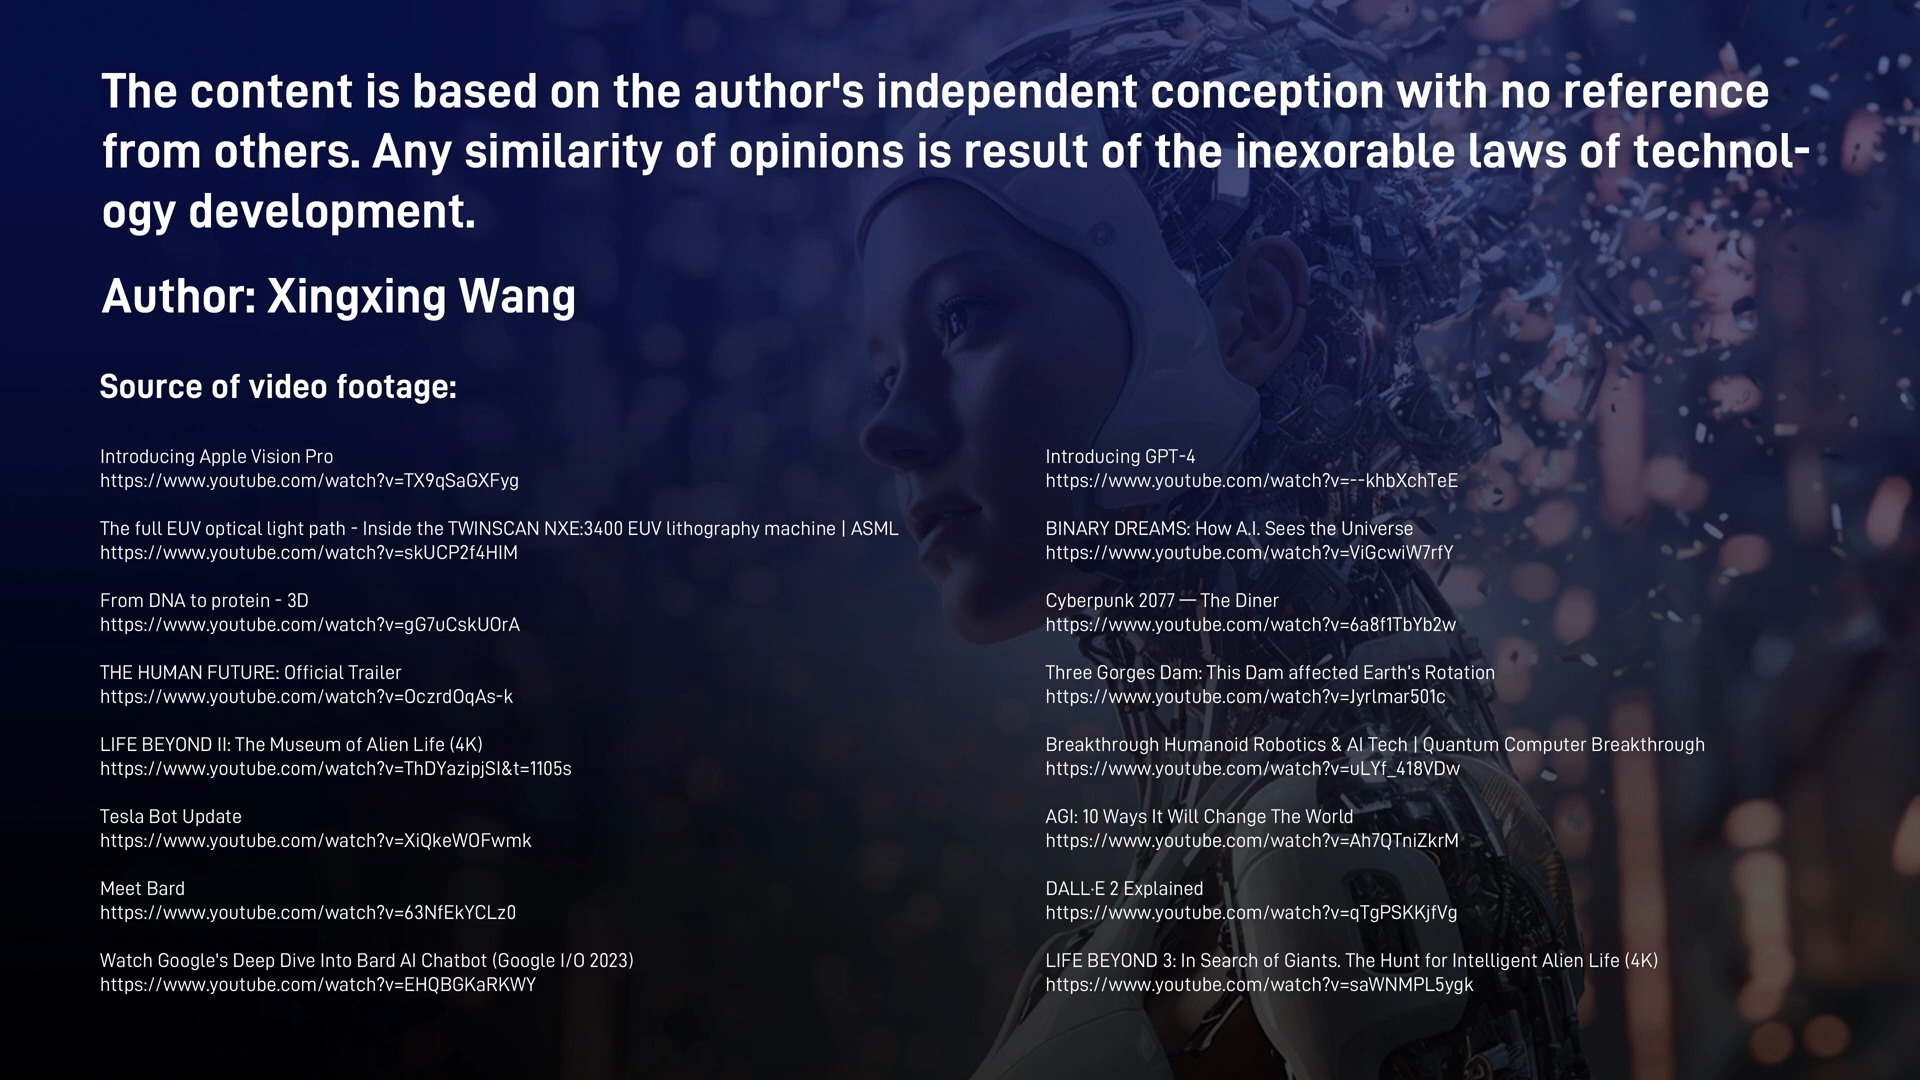 The content is based on the author's independent conception with no reference
from others. Any similarity of opinions is result of the inexorable laws of technol-
ogy development.
Author: Xingxing Wang
Source of video footage:
Introducing Apple Vision Pro
https://www.youtube.com/watch?v=TX9qSaGXFyg
The full EUV optical light path - Inside the TWINSCAN NXE:3400 EUV lithography machine | ASML
https://www.youtube.com/watch?v=skUCP2f4HIM
From DNA to protein - 3D
https://www.youtube.com/watch?v=gG7uCskUOrA
THE HUMAN FUTURE: Official Trailer
https://www.youtube.com/watch?v=OczrdOqAs-k
LIFE BEYOND II: The Museum of Alien Life (4K)
https://www.youtube.com/watch?v=ThDYazipjSI&t=1105s
Tesla Bot Update
https://www.youtube.com/watch?v=XiQkeWOFwmk
Meet Bard
https://www.youtube.com/watch?v=63NfEkYCLz0
Watch Google's Deep Dive Into Bard AI Chatbot (Google I/O 2023)
https://www.youtube.com/watch?v=EHQBGKaRKWY
Introducing GPT-4
https://www.youtube.com/watch?v=--khbXchTeE
BINARY DREAMS: How A.I. Sees the Universe
https://www.youtube.com/watch?v=ViGcwiW7rfY
Cyberpunk 2077 — The Diner
https://www.youtube.com/watch?v=6a8f1TbYb2w
Three Gorges Dam: This Dam affected Earth's Rotation
https://www.youtube.com/watch?v=Jyrlmar501c
Breakthrough Humanoid Robotics & AI Tech | Quantum Computer Breakthrough
https://www.youtube.com/watch?v=uLYf_418VDw
AGI: 10 Ways It Will Change The World
https://www.youtube.com/watch?v=Ah7QTniZkrM
DALL·E 2 Explained
https://www.youtube.com/watch?v=qTgPSKKjfVg
LIFE BEYOND 3: In Search of Giants. The Hunt for Intelligent Alien Life (4K)
https://www.youtube.com/watch?v=saWNMPL5ygk